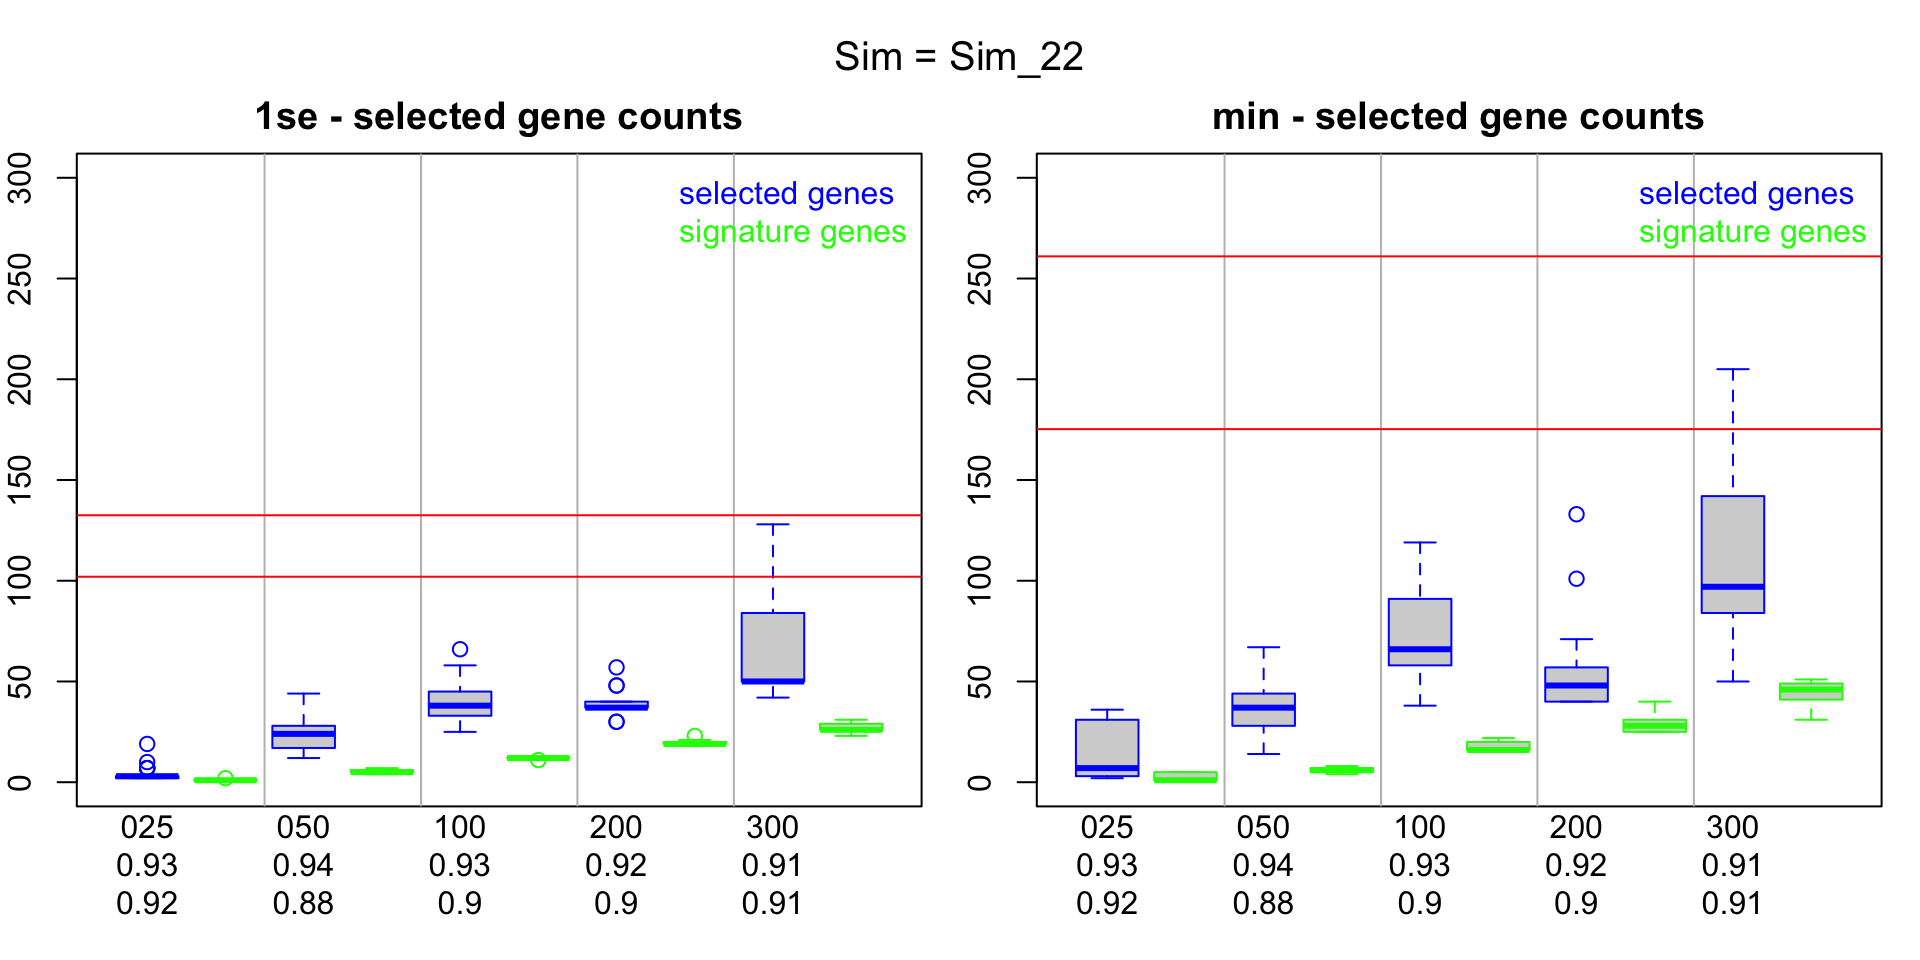 Sim = Sim_22
1se - selected gene counts
300
250
200
150
100
50
0
selected genes
signature genes
025 050 100 200 300
0.93 0.94 0.93 0.92 0.91
0.92 0.88 0.9 0.9 0.91
min - selected gene counts
300
250
200
150
100
50
0
selected genes
signature genes
025 050 100 200 300
0.93 0.94 0.93 0.92 0.91
0.92 0.88 0.9 0.9 0.91